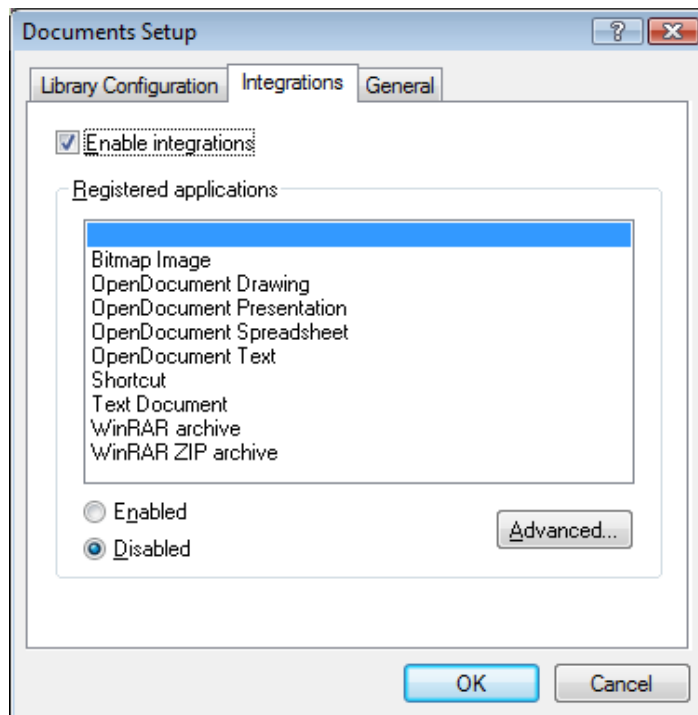 Documents Setup
Library Configuration Integrations General
Enable integrations
Registered applications
Bitmap Image
OpenDocument Drawing
OpenDocument Presentation
OpenDocument Spreadsheet
OpenDocument Text
Shortcut
Text Document
WinRAR archive
WinRAR ZIP archive
Enabled
Advanced...
Disabled
OK Cancel